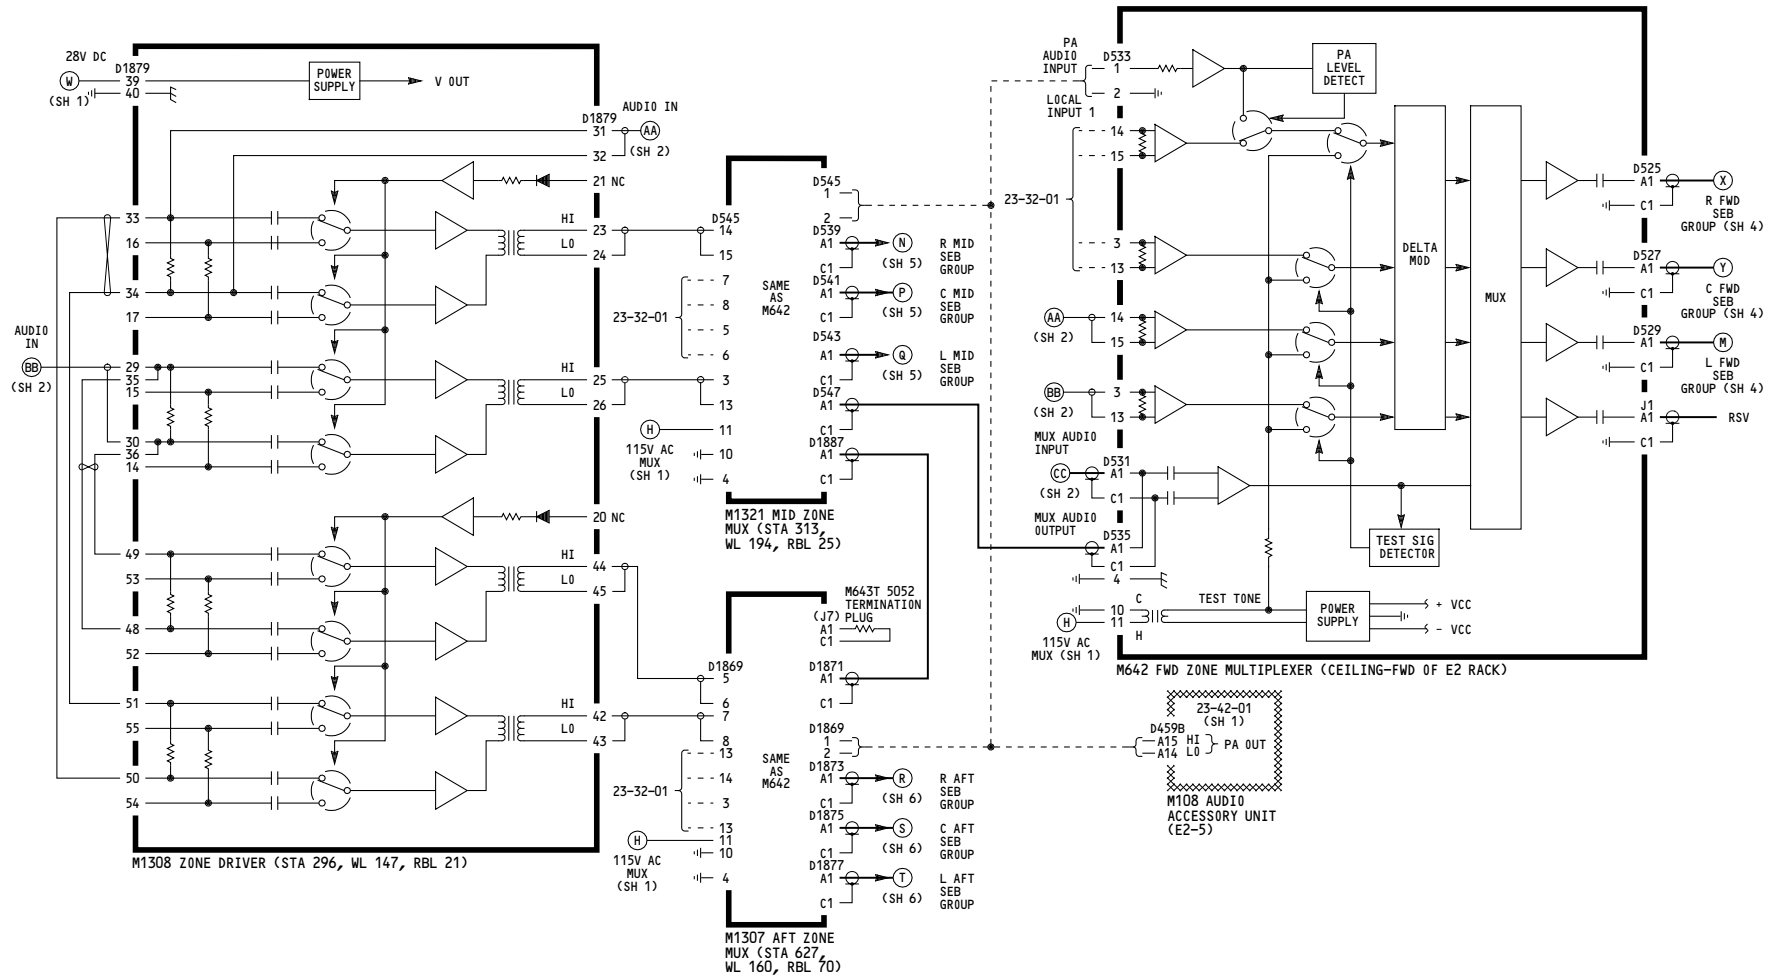 28V DC
W
(SH 1)
D1879
39
40
POWER
SUPPLY
V OUT
D1879
AUDIO IN
31
AA
(SH 2)
32
21 NC
33
16
34
17
HI
23
LO
24
AUDIO
IN
BB
(SH 2)
29
35
15
30
36
14
HI
25
LO
26
20 NC
49
53
48
52
HI
44
LO
45
51
55
50
54
HI
42
LO
43
M1308 ZONE DRIVER (STA 296, WL 147, RBL 21)
D545
14
15
7
8
5
6
23-32-01
3
13
H
11
115V AC
MUX
(SH 1)
10
4
SAME
AS
M642
D545
1
2
D539
A1
C1
N
(SH 5)
R MID
SEB
GROUP
D541
A1
C1
P
(SH 5)
C MID
SEB
GROUP
D543
A1
C1
Q
(SH 5)
L MID
SEB
GROUP
D547
A1
C1
D1887
A1
C1
M1321 MID ZONE
MUX (STA 313,
WL 194, RBL 25)
M643T 5052
TERMINATION
PLUG
(J7)
A1
C1
D1869
5
6
7
8
13
14
3
13
23-32-01
H
11
10
115V AC
MUX
(SH 1)
4
SAME
AS
M642
D1871
A1
C1
D1869
1
2
D1873
A1
C1
R
(SH 6)
R AFT
SEB
GROUP
D1875
A1
C1
S
(SH 6)
C AFT
SEB
GROUP
D1877
A1
C1
T
(SH 6)
L AFT
SEB
GROUP
M1307 AFT ZONE
MUX (STA 627,
WL 160, RBL 70)
PA
AUDIO
INPUT
D533
1
2
LOCAL
INPUT 1
14
15
23-32-01
3
13
AA
(SH 2)
14
15
BB
(SH 2)
3
13
MUX AUDIO
INPUT
CC
(SH 2)
D531
A1
C1
MUX AUDIO
OUTPUT
D535
A1
C1
4
10
11
H
115V AC
MUX (SH 1)
C
H
TEST TONE
POWER
SUPPLY
+ VCC
- VCC
PA
LEVEL
DETECT
DELTA
MOD
MUX
TEST SIG
DETECTOR
D525
A1
C1
X
R FWD
SEB
GROUP (SH 4)
D527
A1
C1
Y
C FWD
SEB
GROUP (SH 4)
D529
A1
C1
M
L FWD
SEB
GROUP (SH 4)
J1
A1
C1
RSV
M642 FWD ZONE MULTIPLEXER (CEILING-FWD OF E2 RACK)
23-42-01
(SH 1)
D459B
A15 HI
A14 LO
PA OUT
M108 AUDIO
ACCESSORY UNIT
(E2-5)